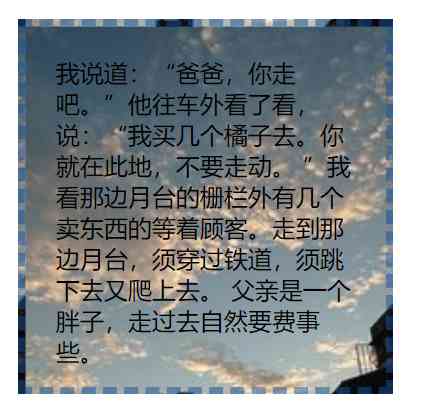 我说道：“爸爸，你走
吧。”他往车外看了看，
说：“我买几个橘子去。你
就在此地，不要走动。 ”我
看那边月台的栅栏外有几个
卖东西的等着顾客。走到那
边月台，须穿过铁道，须跳
下去又爬上去。 父亲是一个
胖子，走过去自然要费事
些。